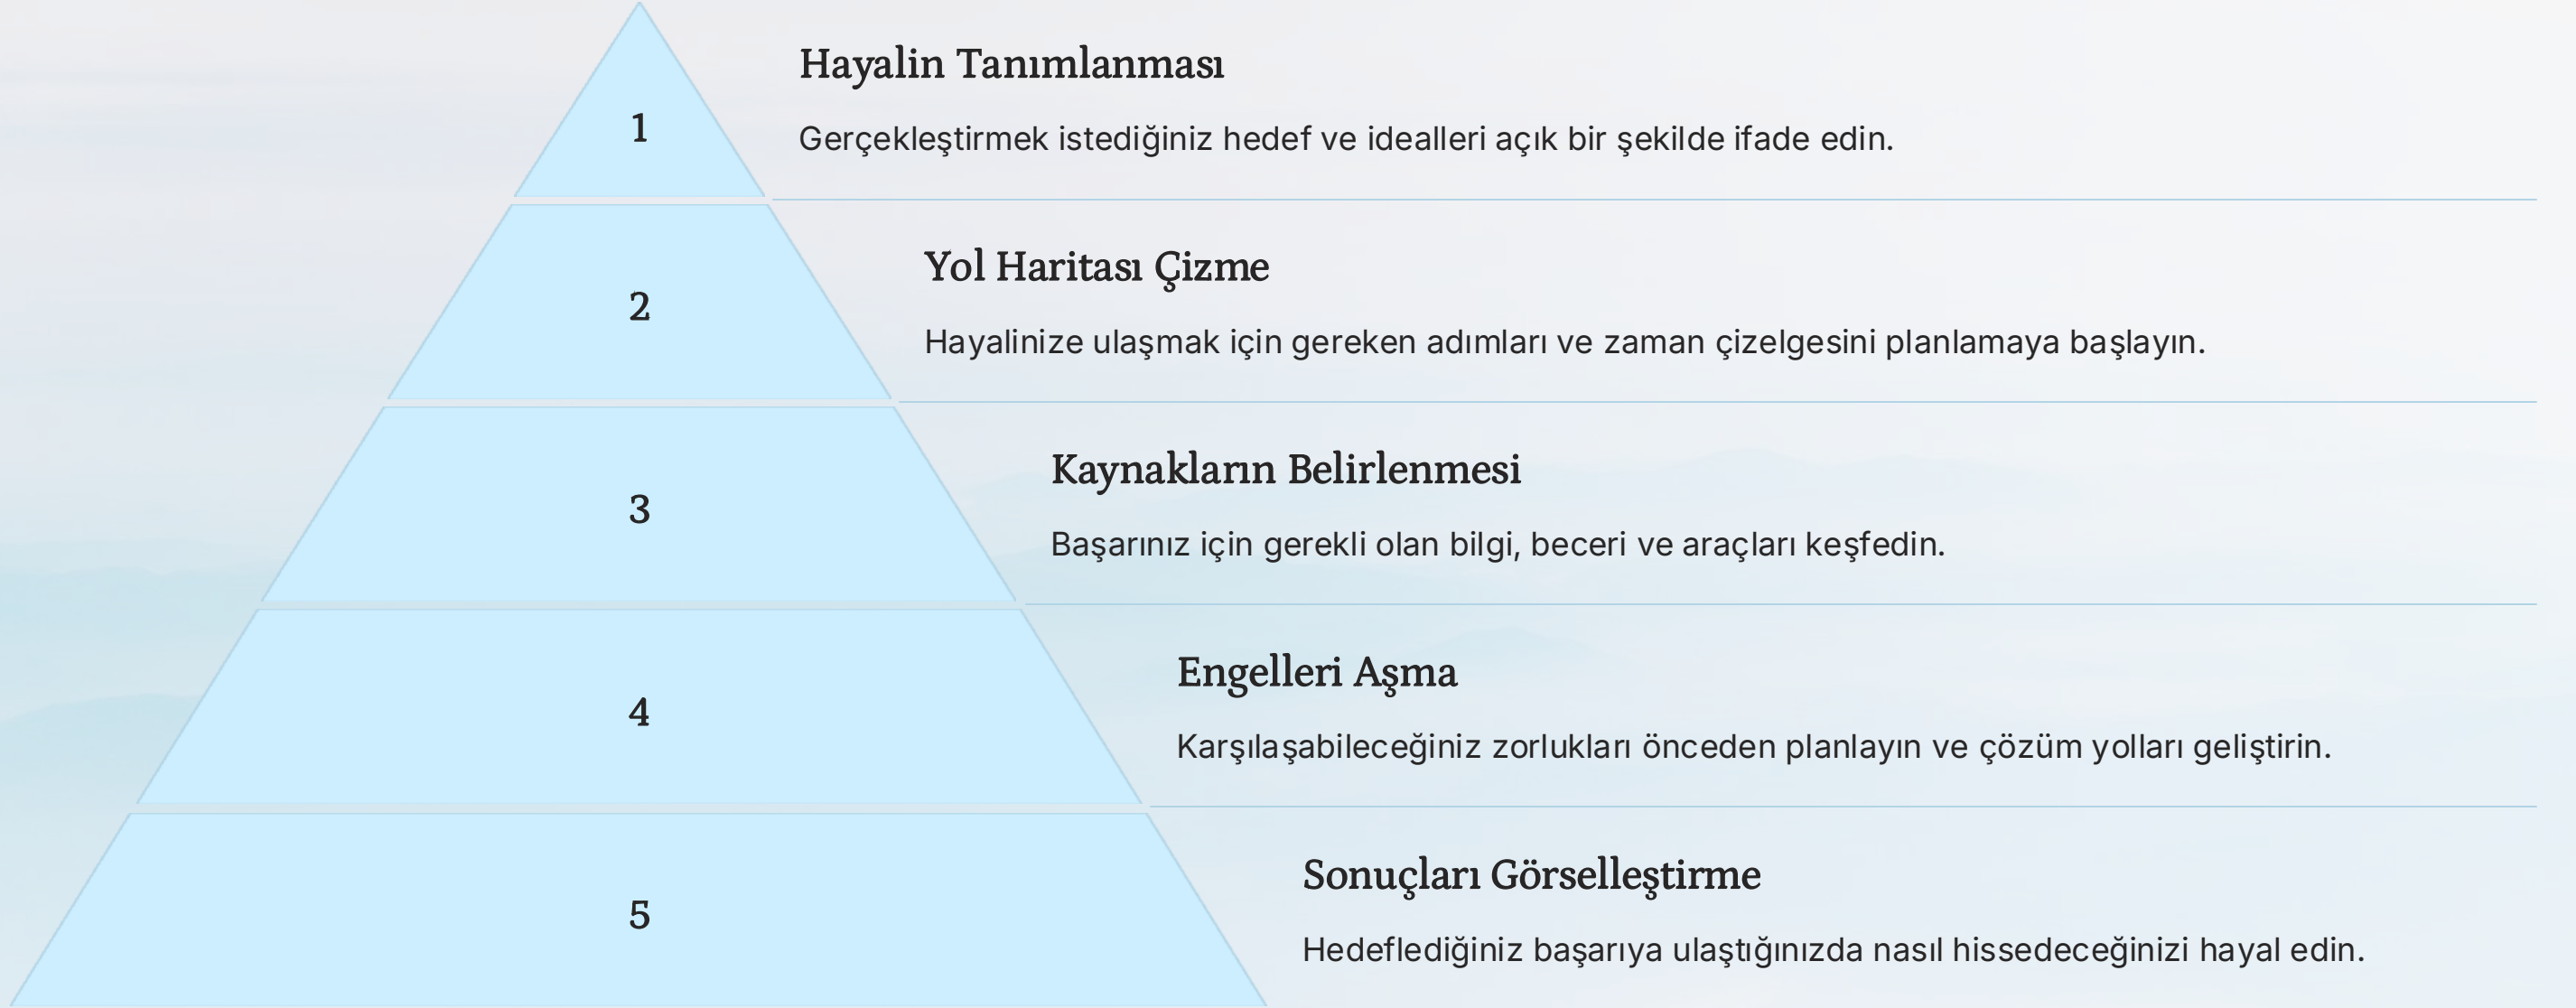 1
Hayalin Tanımlanması
Gerçekleştirmek istediğiniz hedef ve idealleri açık bir şekilde ifade edin.
2
Yol Haritası Çizme
Hayalinize ulaşmak için gereken adımları ve zaman çizelgesini planlamaya başlayın.
3
Kaynakların Belirlenmesi
Başarınız için gerekli olan bilgi, beceri ve araçları keşfedin.
4
Engelleri Aşma
Karşılaşabileceğiniz zorlukları önceden planlayın ve çözüm yolları geliştirin.
5
Sonuçları Görselleştirme
Hedeflediğiniz başarıya ulaştığınızda nasıl hissedeceğinizi hayal edin.